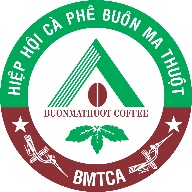 HIỆP HỘI CÀ PHÊ BUÔN MA THUỘT
BUONMATHUOT COFFEE
BMTCA